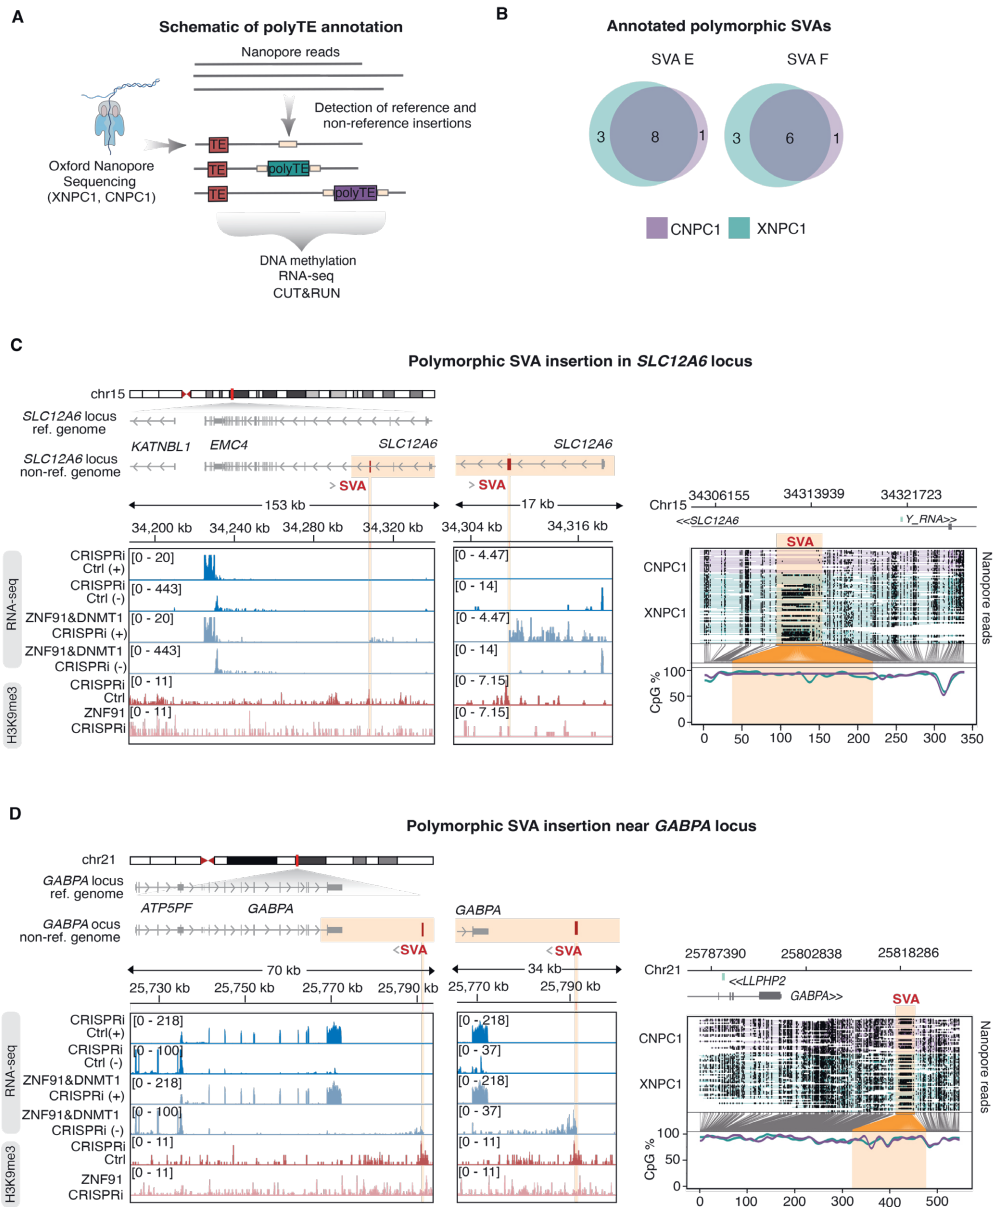 A
Schematic of polyTE annotation
Nanopore reads
Detection of reference and
non-reference insertions
Oxford Nanopore
Sequencing
(XNPC1, CNPC1)
TE
TE
polyTE
TE
polyTE
DNA methylation
RNA-seq
CUT&RUN
B
Annotated polymorphic SVAs
SVA E
SVA F
3
8
1
3
6
1
CNPC1
XNPC1
C
Polymorphic SVA insertion in SLC12A6 locus
chr15
SLC12A6 locus
ref. genome
KATNBL1
EMC4
SLC12A6
SLC12A6
SLC12A6 locus
non-ref. genome
> SVA
> SVA
153 kb
17 kb
34,200 kb
34,240 kb
34,280 kb
34,320 kb
34,304 kb
34,316 kb
RNA-seq
H3K9me3
CRISPRi
Ctrl (+)
[0 - 20]
[0 - 4.47]
CRISPRi
Ctrl (-)
[0 - 443]
[0 - 14]
ZNF91&DNMT1
CRISPRi (+)
[0 - 20]
[0 - 4.47]
ZNF91&DNMT1
CRISPRi (-)
[0 - 443]
[0 - 14]
CRISPRi
Ctrl
[0 - 11]
[0 - 7.15]
ZNF91
CRISPRi
[0 - 11]
[0 - 7.15]
34306155
34313939
34321723
Chr15
<<SLC12A6
Y_RNA>>
SVA
CNPC1
XNPC1
Nanopore reads
CpG %
100
50
0
0
50
100
150
200
250
300
350
D
Polymorphic SVA insertion near GABPA locus
chr21
GABPA locus
ref. genome
ATP5PF
GABPA
GABPA
GABPA ocus
non-ref. genome
<SVA
<SVA
70 kb
34 kb
25,730 kb
25,750 kb
25,770 kb
25,790 kb
25,770 kb
25,790 kb
RNA-seq
H3K9me3
CRISPRi
Ctrl(+)
[0 - 218]
[0 - 218]
CRISPRi
Ctrl (-)
[0 - 100]
[0 - 37]
ZNF91&DNMT1
CRISPRi (+)
[0 - 218]
[0 - 218]
ZNF91&DNMT1
CRISPRi (-)
[0 - 100]
[0 - 37]
CRISPRi
Ctrl
[0 - 11]
[0 - 11]
ZNF91
CRISPRi
[0 - 11]
[0 - 11]
25787390
25802838
25818286
Chr21
<<LLPHP2
GABPA>>
SVA
CNPC1
XNPC1
Nanopore reads
CpG %
100
50
0
0
100
200
300
400
500